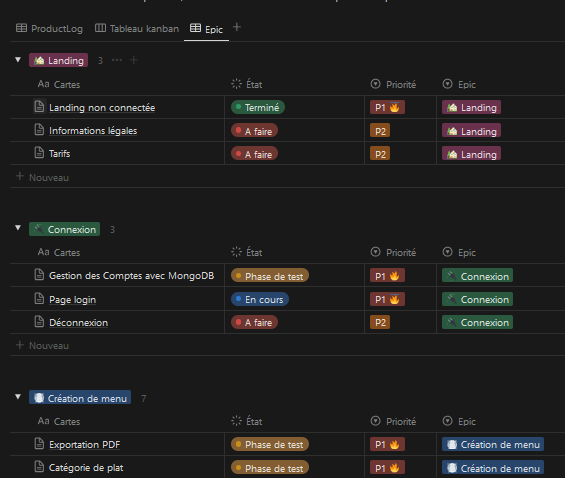 ProductLog Tableau kanban Epic
Landing 3
Aa Cartes État Priorité Epic
Landing non connectée Terminé P1 🔥 Landing
Informations légales A faire P2 Landing
Tarifs A faire P2 Landing
+ Nouveau
Connexion 3
Aa Cartes État Priorité Epic
Gestion des Comptes avec MongoDB Phase de test P1 🔥 Connexion
Page login En cours P1 🔥 Connexion
Déconnexion A faire P2 Connexion
+ Nouveau
Création de menu 7
Aa Cartes État Priorité Epic
Exportation PDF Phase de test P1 🔥 Création de menu
Catégorie de plat Phase de test P1 🔥 Création de menu